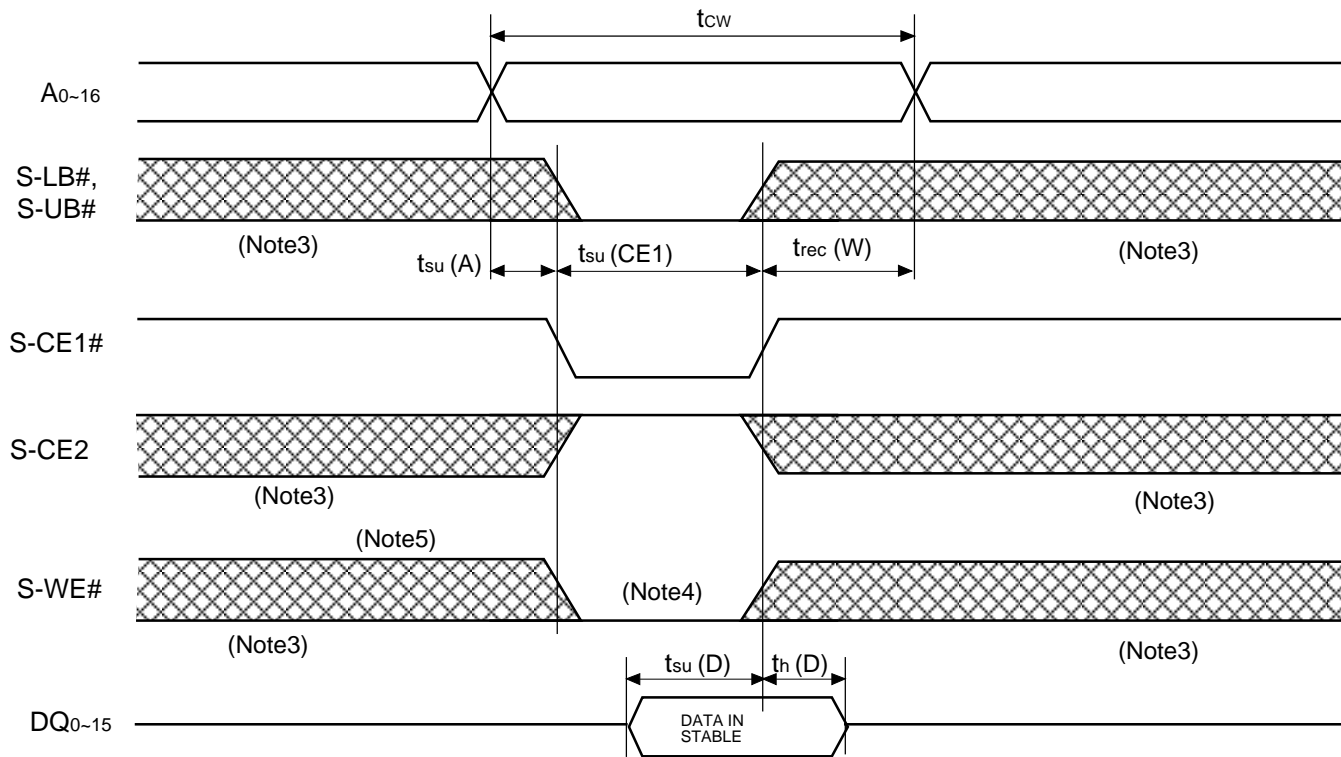 tCW
A0~16
S-LB#,
S-UB#
(Note3)
(Note3)
tsu (A)
tsu (CE1)
trec (W)
S-CE1#
S-CE2
(Note3)
(Note3)
(Note5)
S-WE#
(Note4)
(Note3)
(Note3)
tsu (D)
th (D)
DQ0~15
DATA IN
STABLE